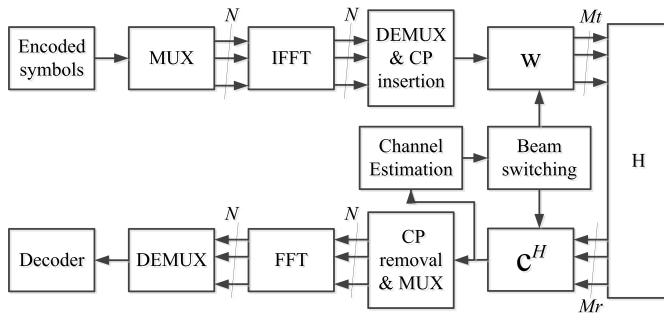 Encoded
symbols
MUX
N
IFFT
N
DEMUX
& CP
insertion
w
Mt
H
Channel
Estimation
Beam
switching
Decoder
DEMUX
N
FFT
N
CP
removal
& MUX
c^H
Mr